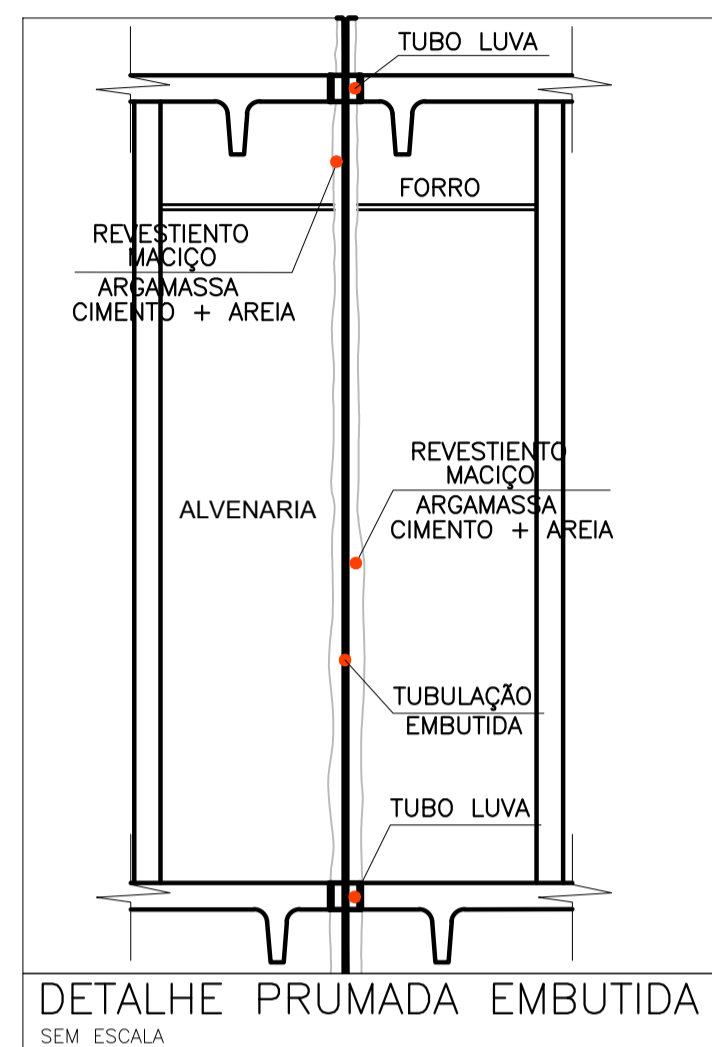 TUBO LUVA
FORRO
REVESTIENTO
MACIÇO
ARGAMASSA
CIMENTO + AREIA
REVESTIENTO
MACIÇO
ARGAMASSA
CIMENTO + AREIA
ALVENARIA
TUBULAÇÃO
EMBUTIDA
TUBO LUVA
DETALHE PRUMADA EMBUTIDA
SEM ESCALA